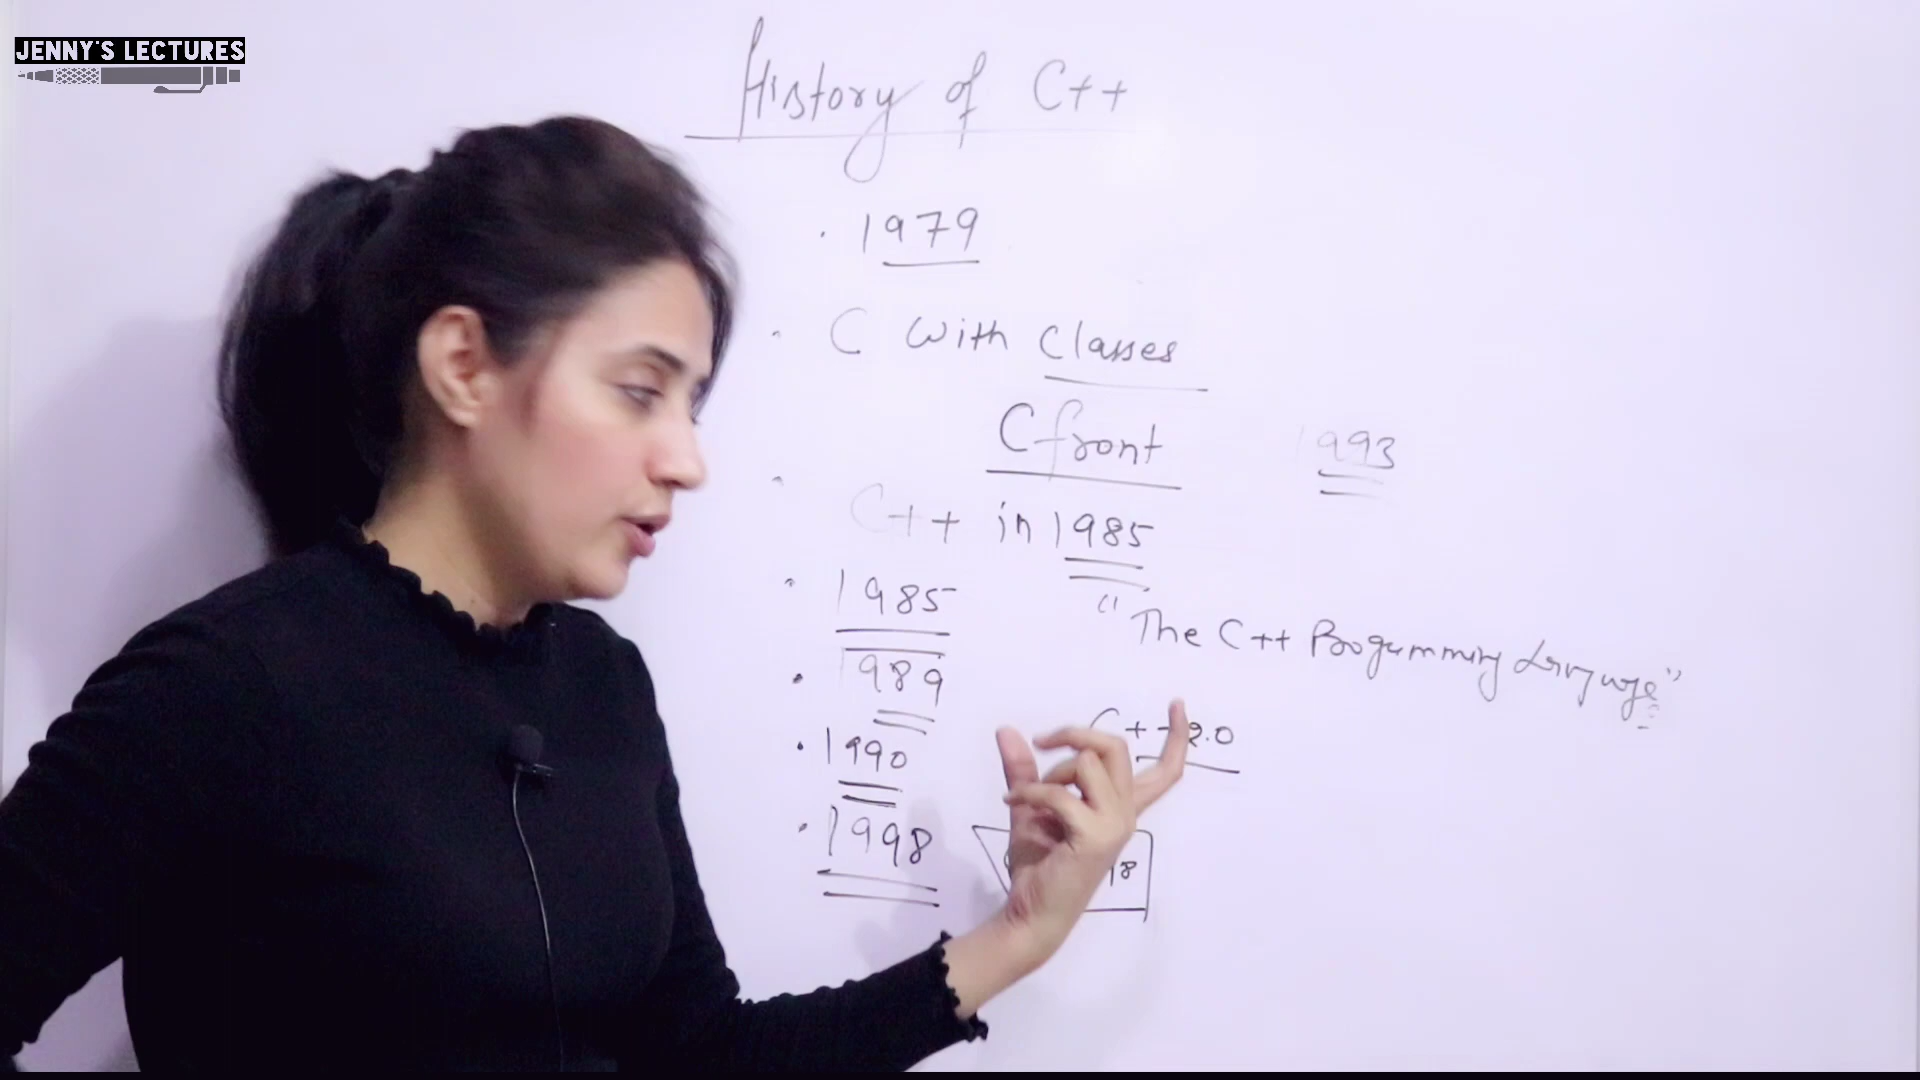 JENNY'S LECTURES
History of C++
· 1979
· C with Classes
Cfront 1993
· C++ in 1985
· 1985
"The C++ Programming Language"
· 1989
C++ 2.0
· 1990
· 1998
98